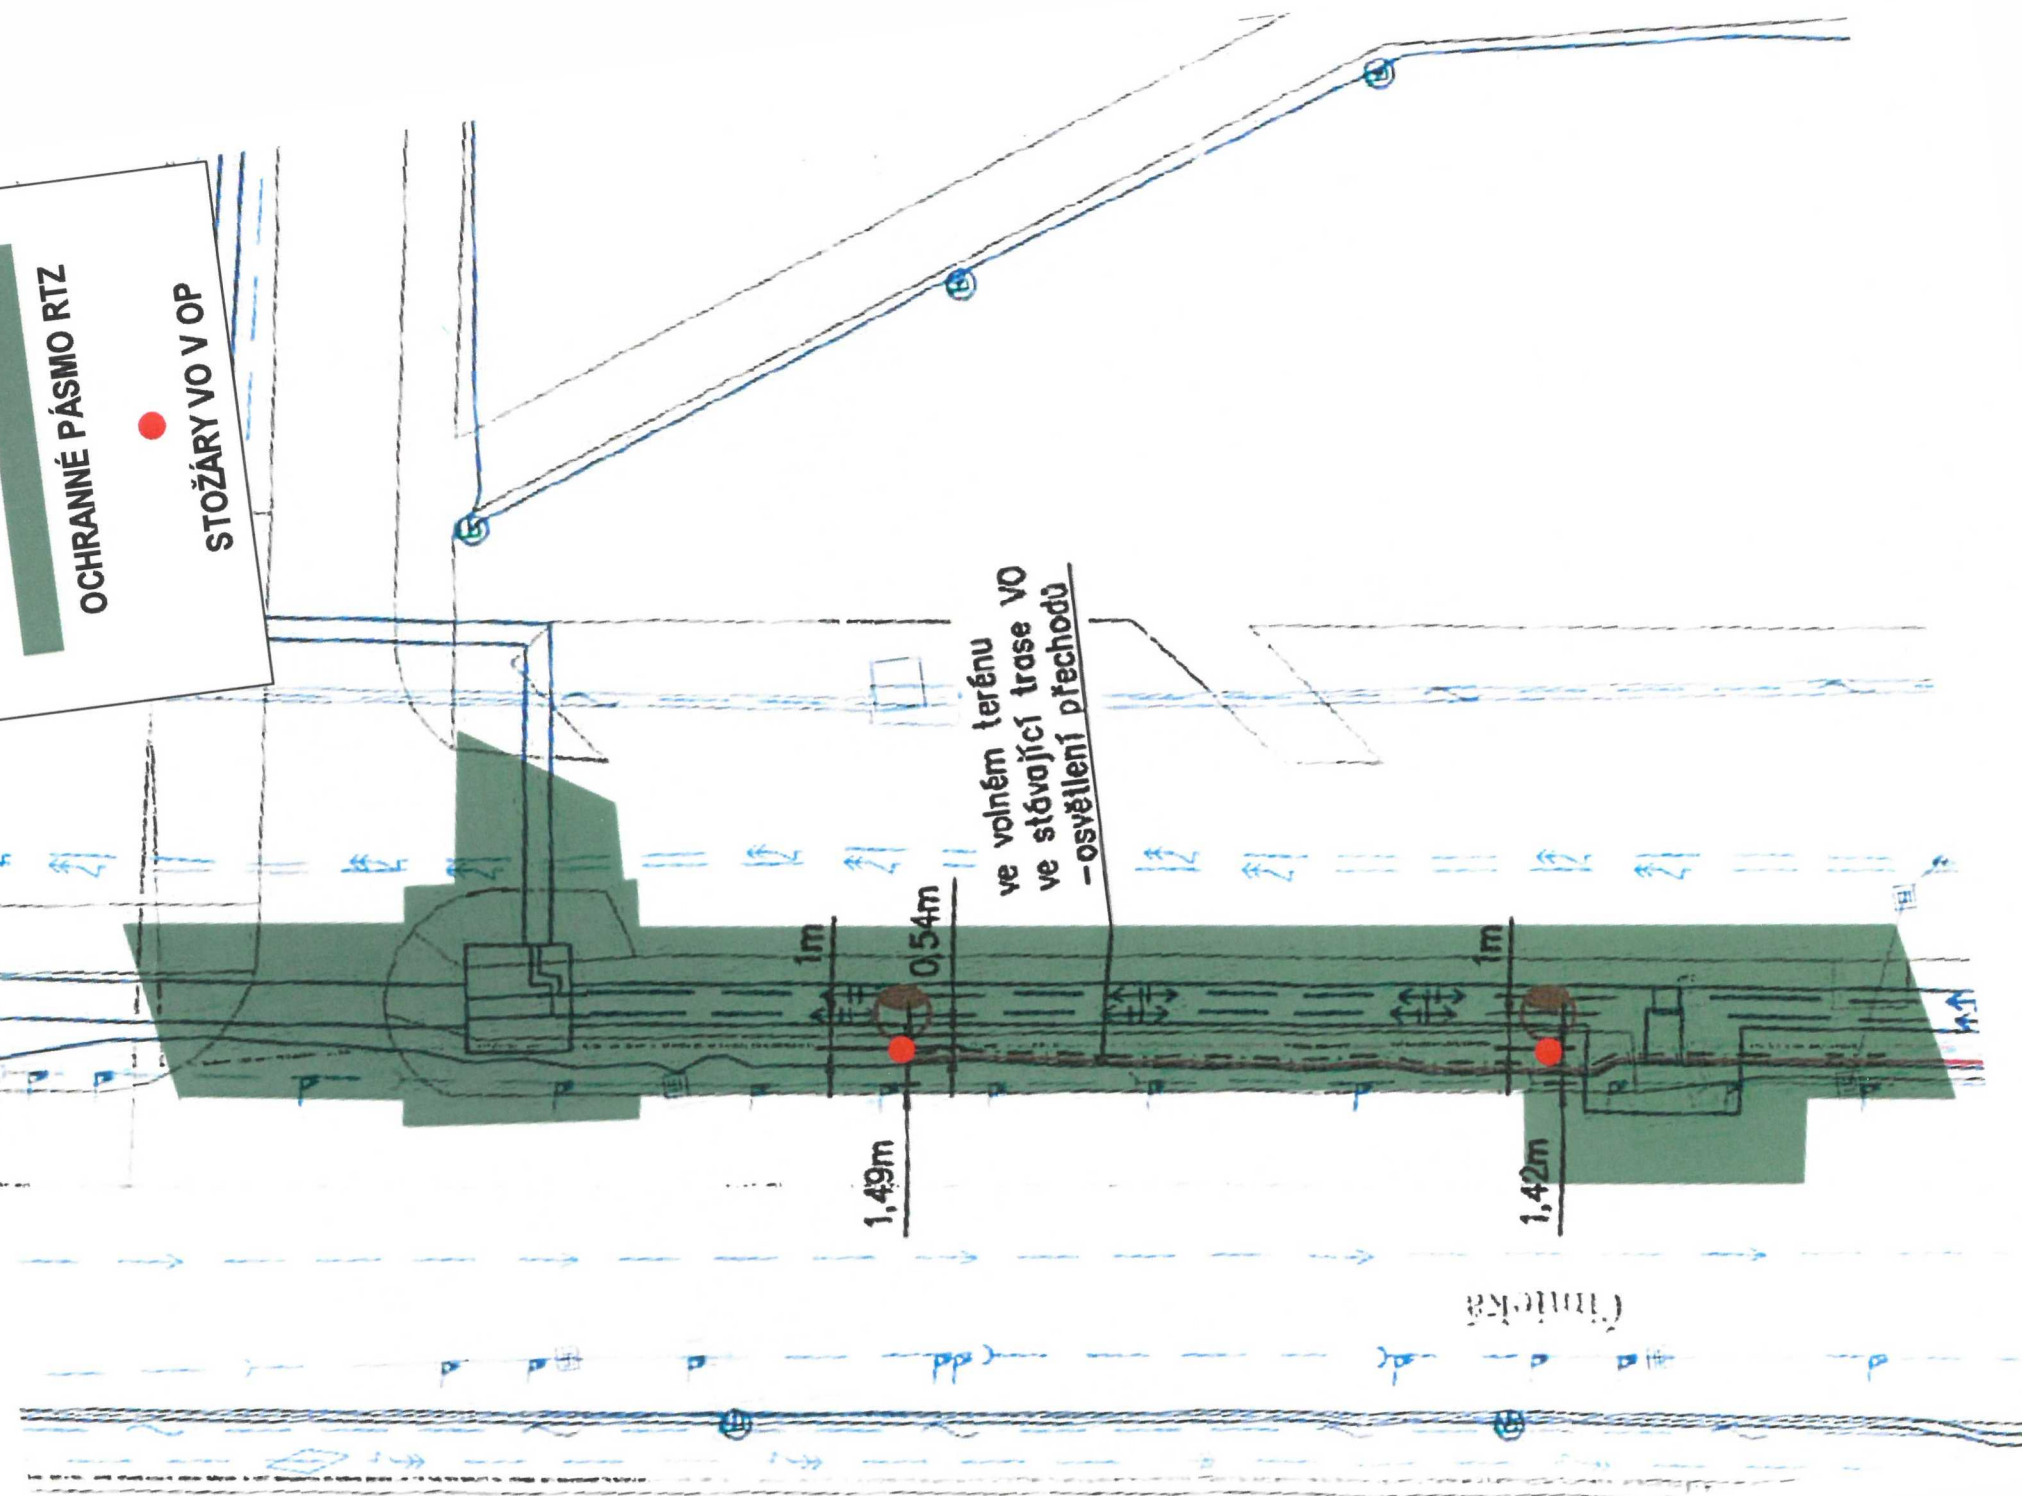 OCHRANNÉ PÁSMO RTZ
STOŽÁRY VO V OP
ve volném terénu
ve stávající trase VO
-osvětlení přechodů
1m
0,54m
1m
1,49m
1,42m
Čimická